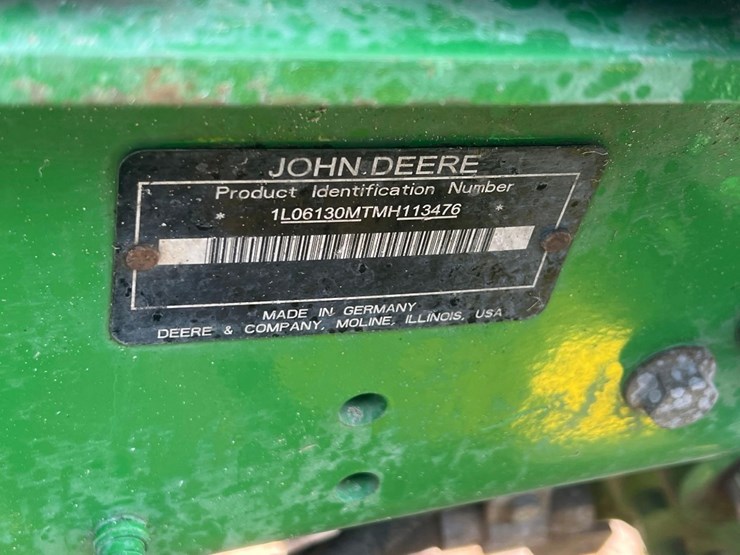 JOHN DEERE
Product Identification Number
* 1L06130MTMH113476 *
MADE IN GERMANY
DEERE & COMPANY, MOLINE, ILLINOIS, USA